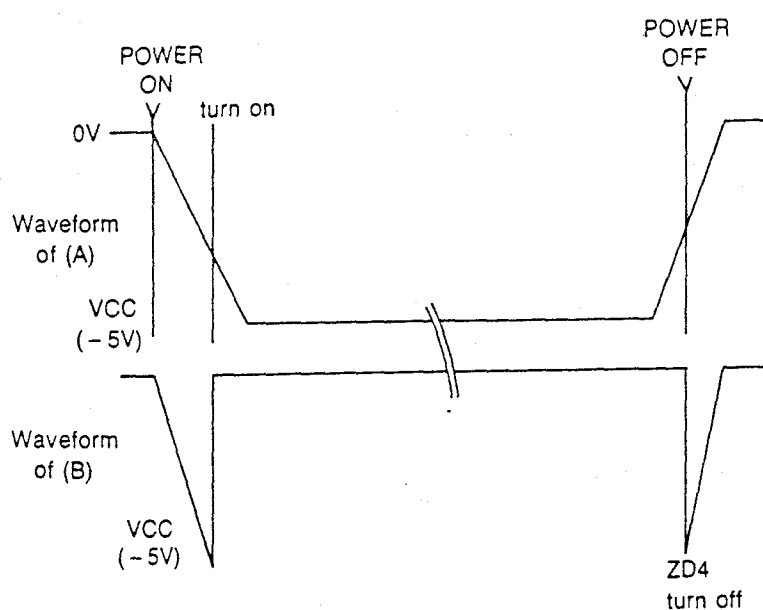 POWER
ON
turn on
POWER
OFF
0V
Waveform
of (A)
VCC
(-5V)
Waveform
of (B)
VCC
(-5V)
ZD4
turn off